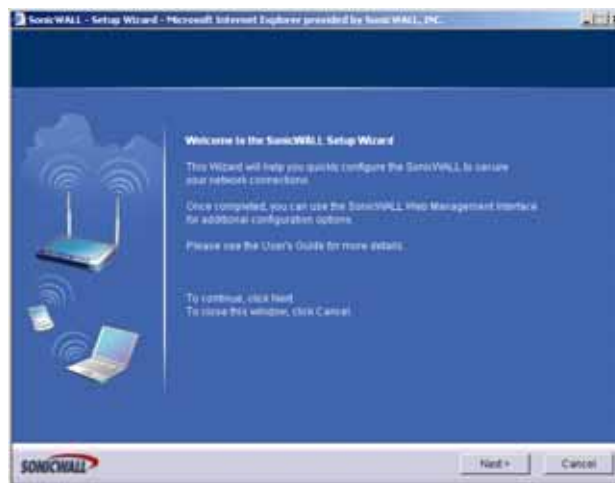 SonicWALL - Setup Wizard - Microsoft Internet Explorer provided by SonicWALL, INC.
Welcome to the SonicWALL Setup Wizard
This Wizard will help you quickly configure the SonicWALL to secure
your network connections.
Once completed, you can use the SonicWALL Web Management Interface
for additional configuration options.
Please see the User's Guide for more details.
To continue, click Next
To close this window, click Cancel.
SONICWALL
Next >
Cancel